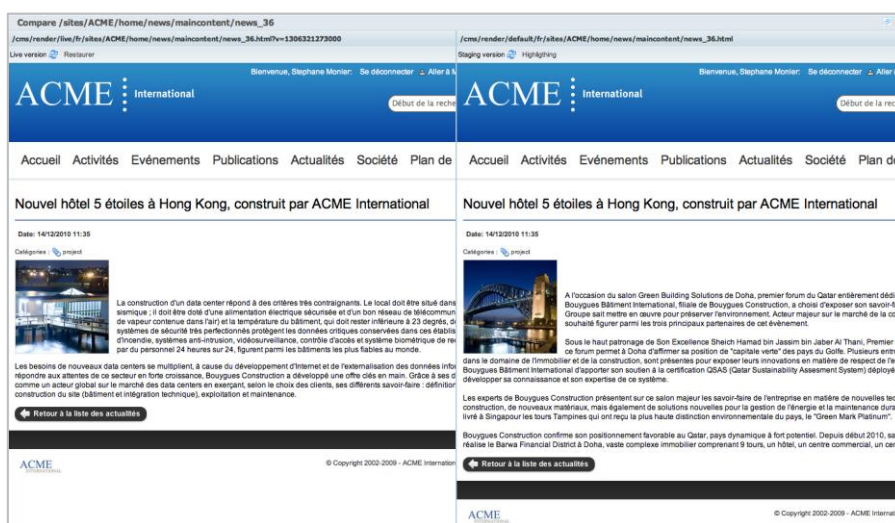 Compare /sites/ACME/home/news/maincontent/news_36
/cms/render/live/fr/sites/ACME/home/news/maincontent/news_36.html?v=1306321273000
Live version Restaurer
Bienvenue, Stephane Monier: Se déconnecter Aller à M
ACME International
Début de la reche
Accueil Activités Evénements Publications Actualités Société Plan de
Nouvel hôtel 5 étoiles à Hong Kong, construit par ACME International
Date: 14/12/2010 11:35
Catégories : project
La construction d'un data center répond à des critères très contraignants. Le local doit être situé dans
sismique ; il doit être doté d'une alimentation électrique sécurisée et d'un bon réseau de télécommun
de vapeur contenue dans l'air) et la température du bâtiment, qui doit rester inférieure à 23 degrés, d
systèmes de sécurité très perfectionnés protègent les données critiques conservées dans ces établis
d'incendie, systèmes anti-intrusion, vidéosurveillance, contrôle d'accès et système biométrique de re
par du personnel 24 heures sur 24, figurent parmi les bâtiments les plus fiables au monde.
Les besoins de nouveaux data centers se multiplient, à cause du développement d'Internet et de l'externalisation des données info
répondre aux attentes de ce secteur en forte croissance, Bouygues Construction a développé une offre clés en main. Grâce à ses d
comme un acteur global sur le marché des data centers en exerçant, selon le choix des clients, ses différents savoir-faire : définition
construction du site (bâtiment et intégration technique), exploitation et maintenance.
Retour à la liste des actualités
ACME
INTERNATIONAL
© Copyright 2002-2009 - ACME Internation
/cms/render/default/fr/sites/ACME/home/news/maincontent/news_36.html
Staging version Highligthing
Bienvenue, Stephane Monier: Se déconnecter Aller à
ACME International
Début de la rec
Accueil Activités Evénements Publications Actualités Société Plan de
Nouvel hôtel 5 étoiles à Hong Kong, construit par ACME International
Date: 14/12/2010 11:35
Catégories : project
A l'occasion du salon Green Building Solutions de Doha, premier forum du Qatar entièrement dédi
Bouygues Bâtiment International, filiale de Bouygues Construction, a choisi d'exposer son savoir-f
Groupe sait mettre en œuvre pour préserver l'environnement. Acteur majeur sur le marché de la co
souhaité figurer parmi les trois principaux partenaires de cet évènement.
Sous le haut patronage de Son Excellence Sheich Hamad bin Jassim bin Jaber Al Thani, Premier
ce forum permet à Doha d'affirmer sa position de "capitale verte" des pays du Golfe. Plusieurs entr
dans le domaine de l'immobilier et de la construction, sont présentes pour exposer leurs innovations en matière de respect de l'e
Bouygues Bâtiment International d'apporter son soutien à la certification QSAS (Qatar Sustainability Assesment System) déployé
développer sa connaissance et son expertise de ce système.
Les experts de Bouygues Construction présentent sur ce salon majeur les savoir-faire de l'entreprise en matière de nouvelles tec
construction, de nouveaux matériaux, mais également de solutions nouvelles pour la gestion de l'énergie et la maintenance dura
livré à Singapour les tours Tampines qui ont reçu la plus haute distinction environnementale du pays, le "Green Mark Platinum".
Bouygues Construction confirme son positionnement favorable au Qatar, pays dynamique à fort potentiel. Depuis début 2010, sa
réalise le Barwa Financial District à Doha, vaste complexe immobilier comprenant 9 tours, un hôtel, un centre commercial, un cen
Retour à la liste des actualités
ACME
INTERNATIONAL
© Copyright 2002-2009 - ACME Internat